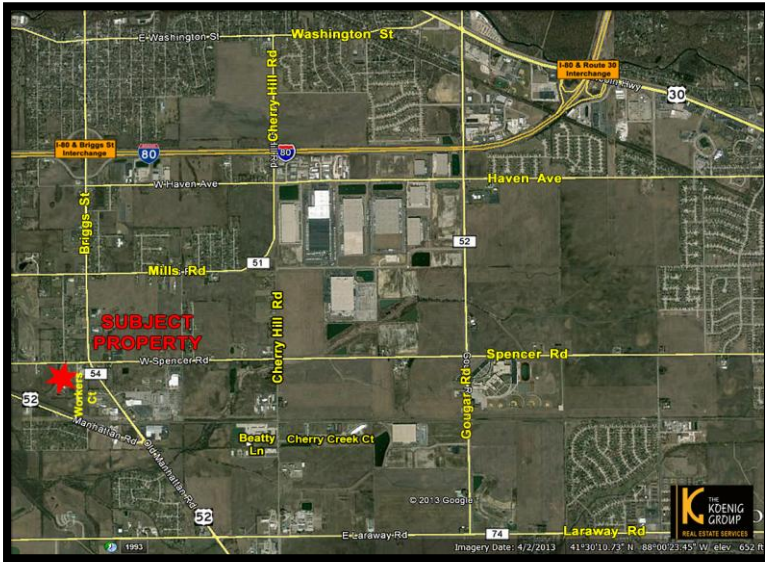 E Washington St
Washington St
Cherry Hill Rd
I-80 & Route 30
Interchange
30
I-80 & Briggs St
Interchange
80
80
W Haven Ave
Haven Ave
Briggs St
52
51
Mills Rd
Cherry Hill Rd
SUBJECT
PROPERTY
W Spencer Rd
Spencer Rd
54
Workers
Ct
52
Manhattan Rd
Gougar Rd
Beatty
Ln
Cherry Creek Ct
Old Manhattan Rd
52
© 2013 Google
THE
KOENIG
GROUP
REAL ESTATE SERVICES
E Laraway Rd
74
Laraway Rd
1993
Imagery Date: 4/2/2013 41°30'10.73" N 88°00'23.45" W elev 652 ft